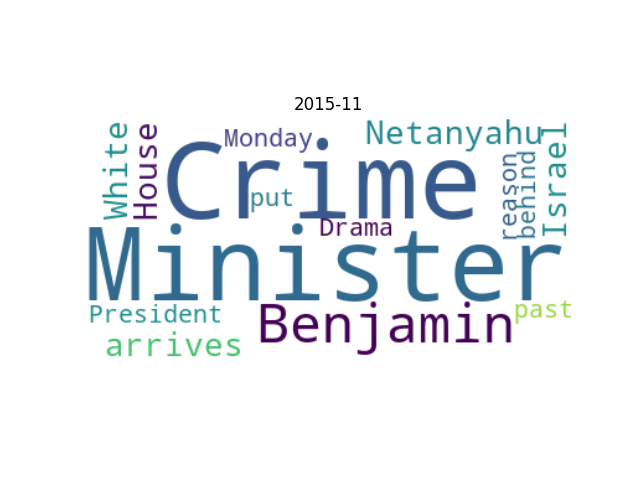 2015-11
White
House
Crime
Monday
put
Drama
Netanyahu
reason
behind
Israel
Minister
President
arrives
Benjamin
past